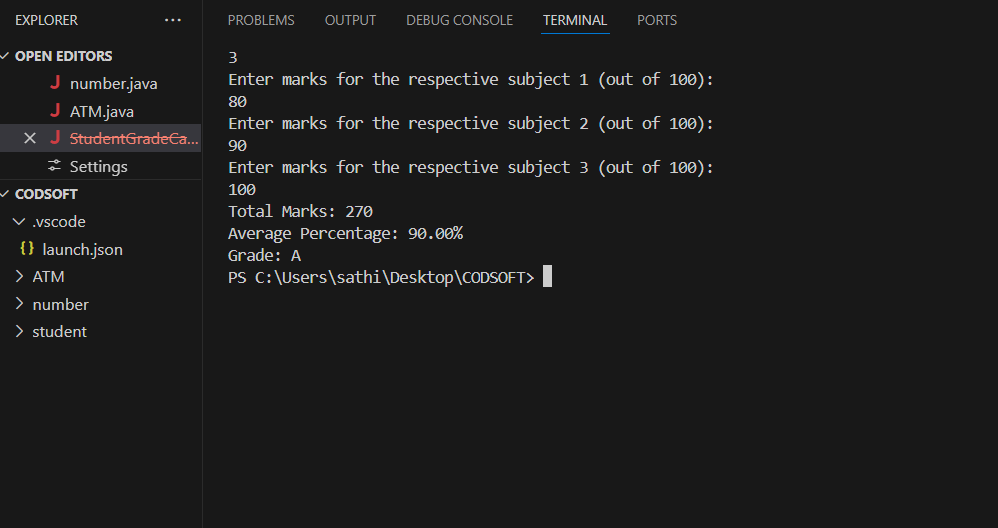 EXPLORER
...
OPEN EDITORS
J number.java
J ATM.java
J StudentGradeCa...
Settings
CODSOFT
.vscode
{} launch.json
ATM
number
student
PROBLEMS OUTPUT DEBUG CONSOLE TERMINAL PORTS
3
Enter marks for the respective subject 1 (out of 100):
80
Enter marks for the respective subject 2 (out of 100):
90
Enter marks for the respective subject 3 (out of 100):
100
Total Marks: 270
Average Percentage: 90.00%
Grade: A
PS C:\Users\sathi\Desktop\CODSOFT>